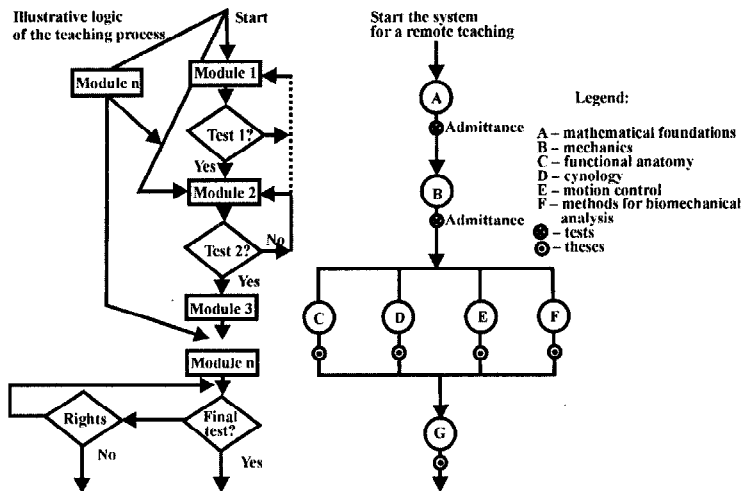 Illustrative logic
of the teaching process
Start
Module n
Module 1
Test 1?
Yes
Module 2
Test 2?
No
Yes
Module 3
Module n
Rights
Final
test?
No
Yes
Start the system
for a remote teaching
A
Admittance
B
Admittance
C
D
E
F
G
Legend:
A – mathematical foundations
B – mechanics
C – functional anatomy
D – cynology
E – motion control
F – methods for biomechanical
analysis
– tests
– theses